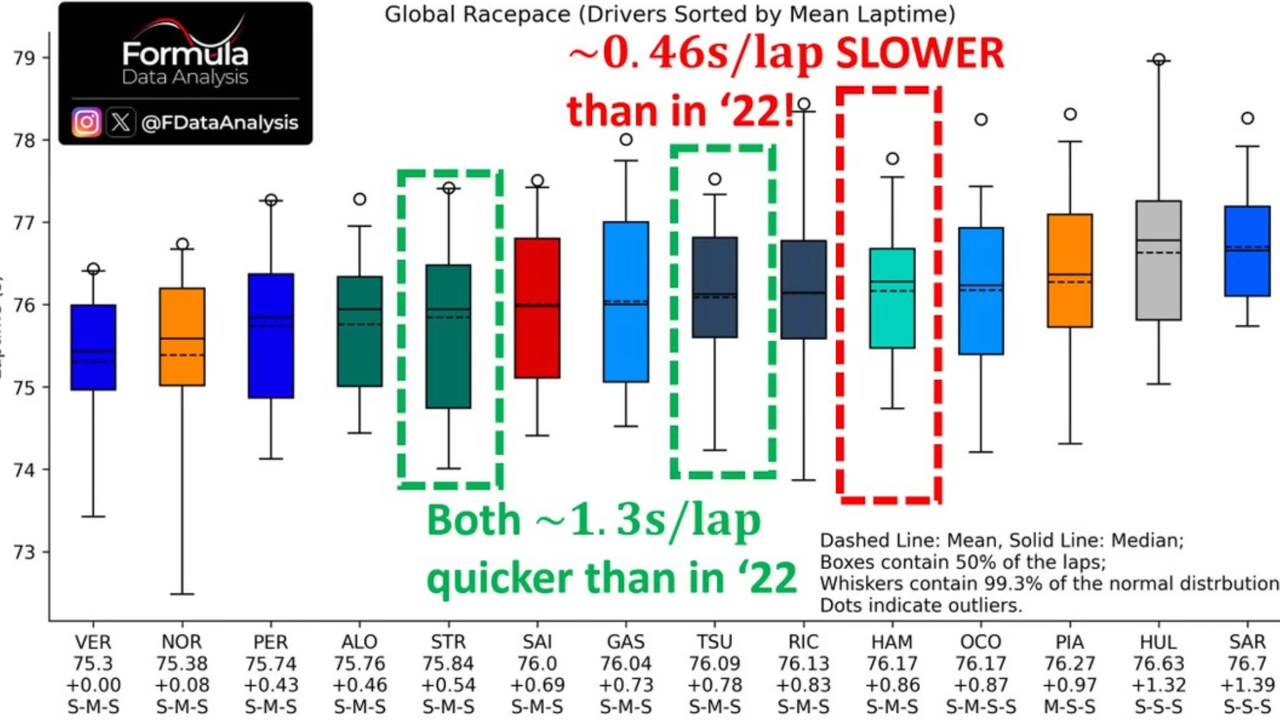 Global Racepace (Drivers Sorted by Mean Laptime)
Formula
Data Analysis
@FDataAnalysis
~0.46s/lap SLOWER
than in ‘22!
79
78
77
76
75
74
73
Both ~1.3s/lap
quicker than in ‘22
Dashed Line: Mean, Solid Line: Median;
Boxes contain 50% of the laps;
Whiskers contain 99.3% of the normal distrbution
Dots indicate outliers.
VER NOR PER ALO STR SAI GAS TSU RIC HAM OCO PIA HUL SAR
75.3 75.38 75.74 75.76 75.84 76.0 76.04 76.09 76.13 76.17 76.17 76.27 76.63 76.7
+0.00 +0.08 +0.43 +0.46 +0.54 +0.69 +0.73 +0.78 +0.83 +0.86 +0.87 +0.97 +1.32 +1.39
S-M-S S-M-S S-M-S S-M-S S-M-S S-M-S S-M-S S-M-S S-M-S S-M-S S-M-S-S M-S-S S-S-S S-S-S